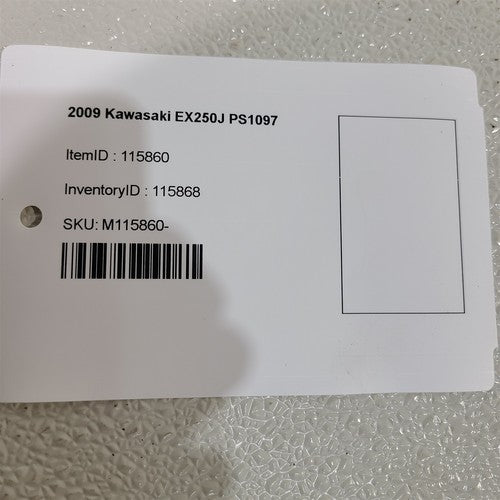 2009 Kawasaki EX250J PS1097
ItemID : 115860
InventoryID : 115868
SKU: M115860-